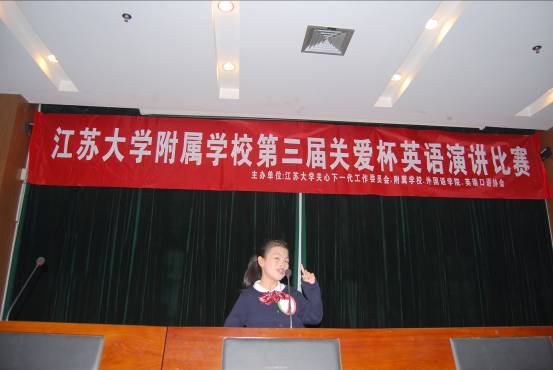 江苏大学附属学校第三届关爱杯英语演讲比赛
主办单位:江苏大学关心下一代工作委员会、附属学校、外国语学院、英语口语协会